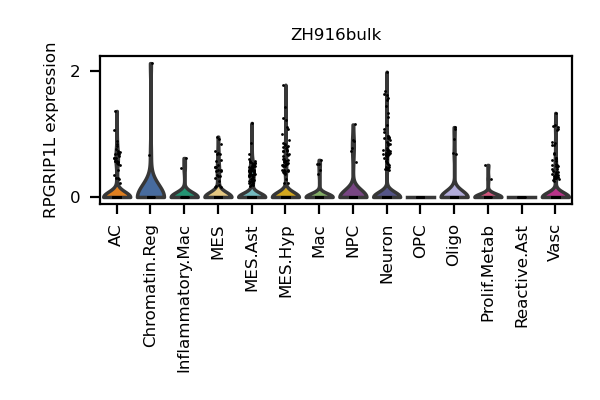 ZH916bulk
RPGRIP1L expression
2
0
AC
Chromatin.Reg
Inflammatory.Mac
MES
MES.Ast
MES.Hyp
Mac
NPC
Neuron
OPC
Oligo
Prolif.Metab
Reactive.Ast
Vasc